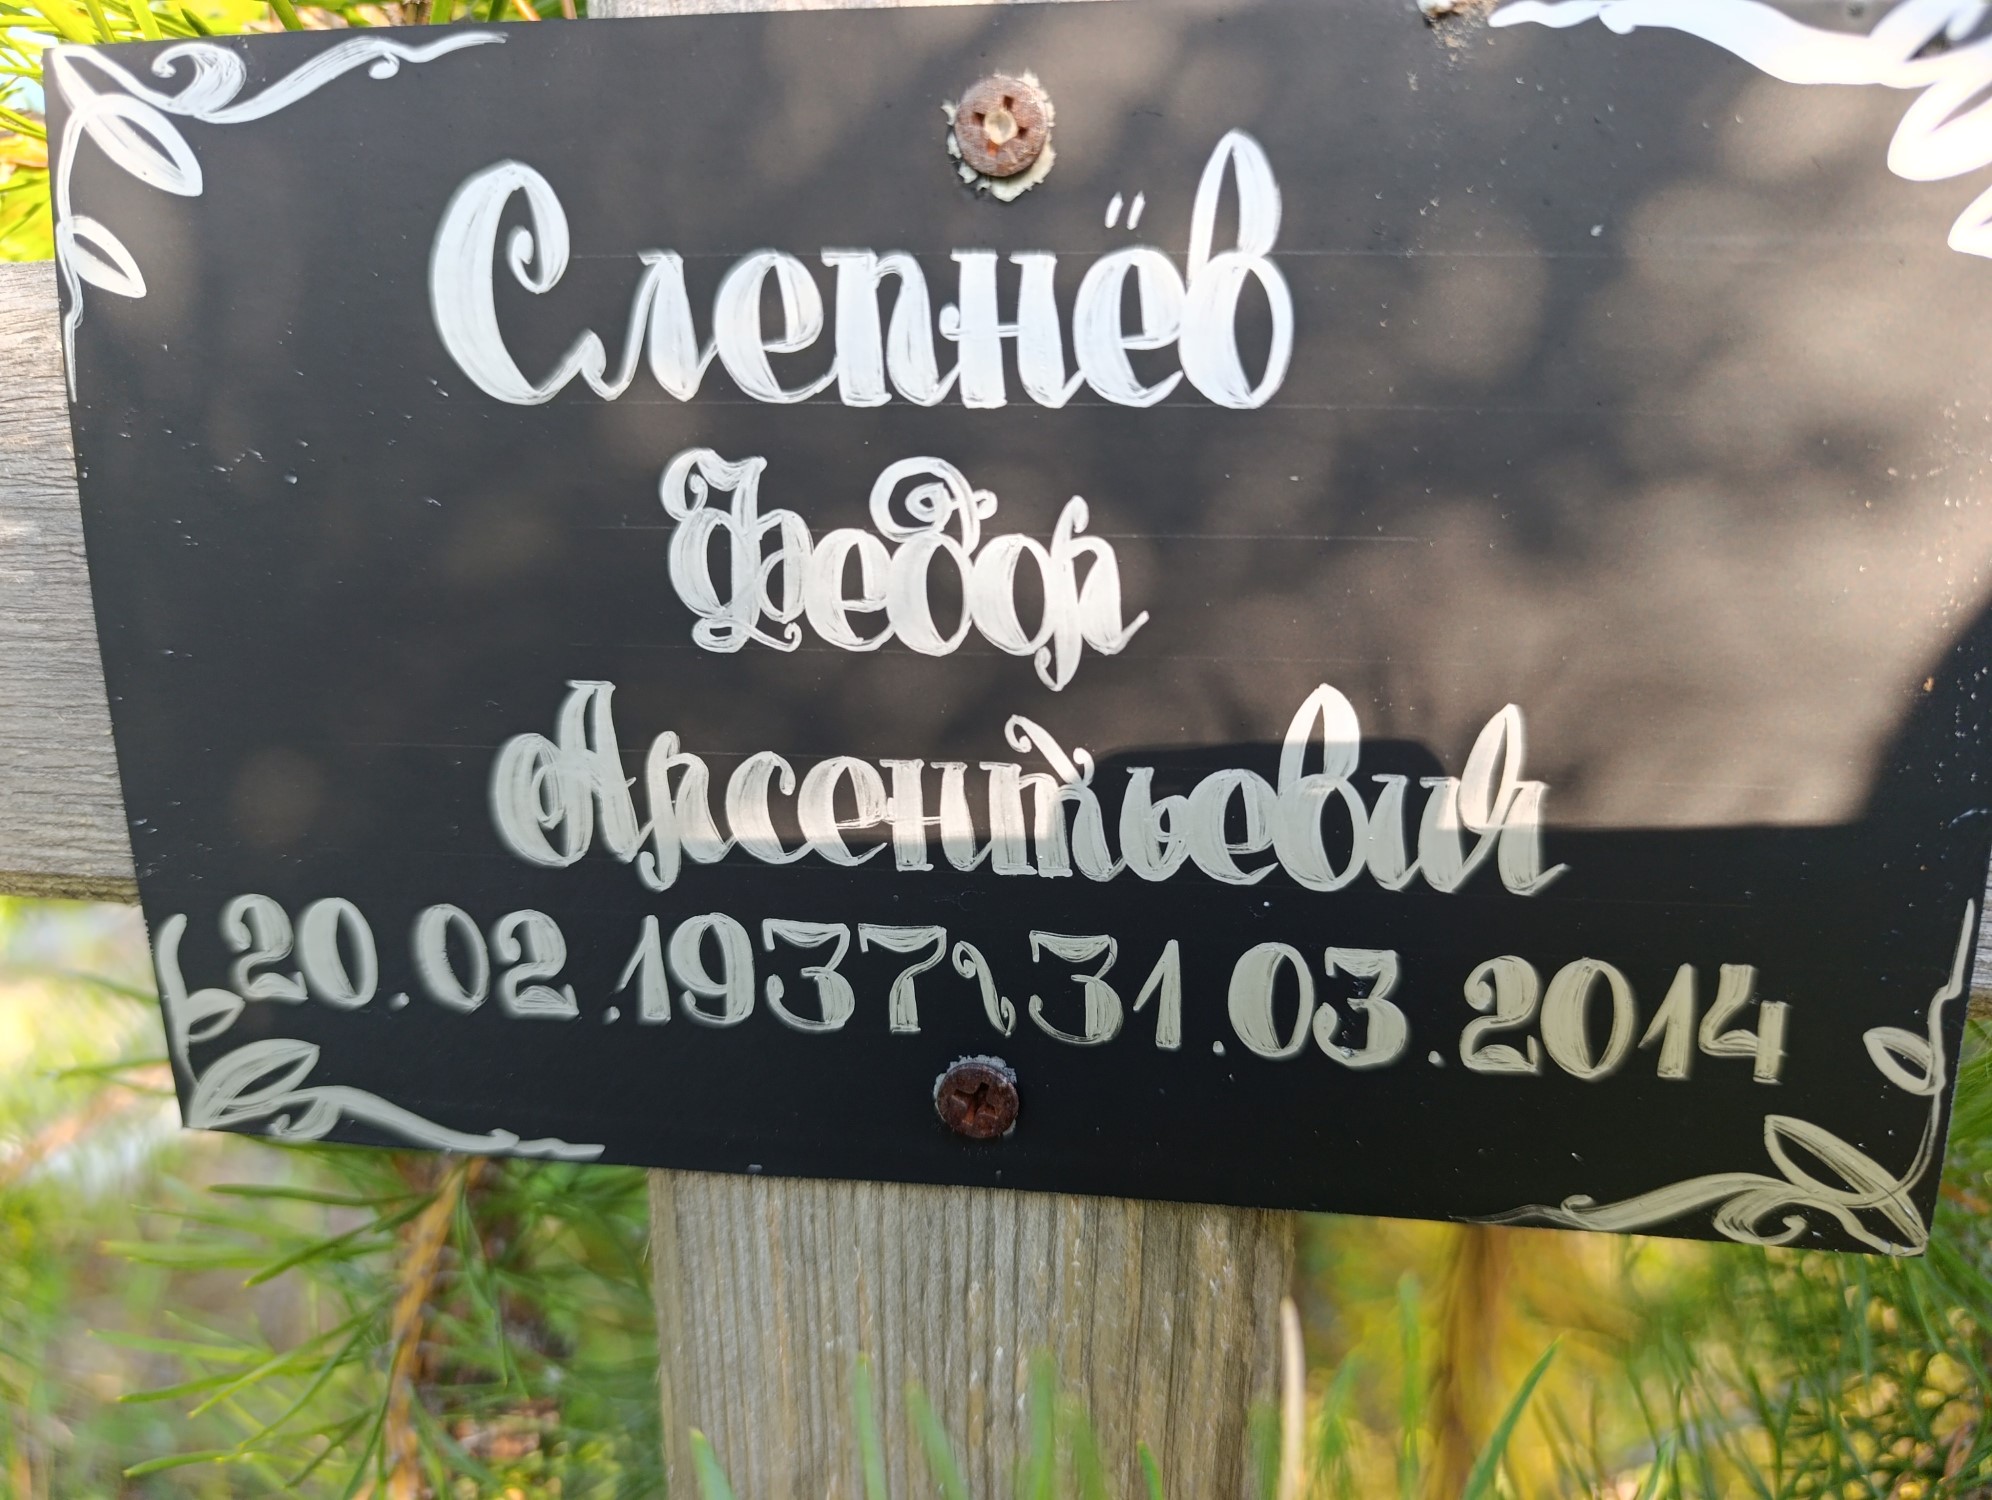 Слепнёв
Федор
Арсентьевич
20.02.1937\31.03.2014